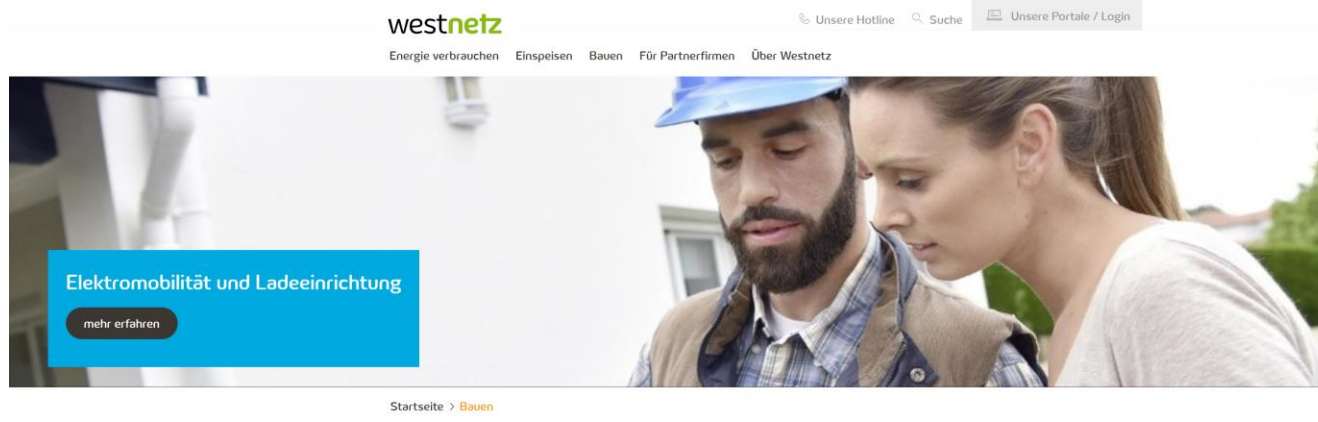 westnetz
Unsere Hotline Suche Unsere Portale / Login
Energie verbrauchen Einspeisen Bauen Für Partnerfirmen Über Westnetz
Elektromobilität und Ladeeinrichtung
mehr erfahren
Startseite > Bauen